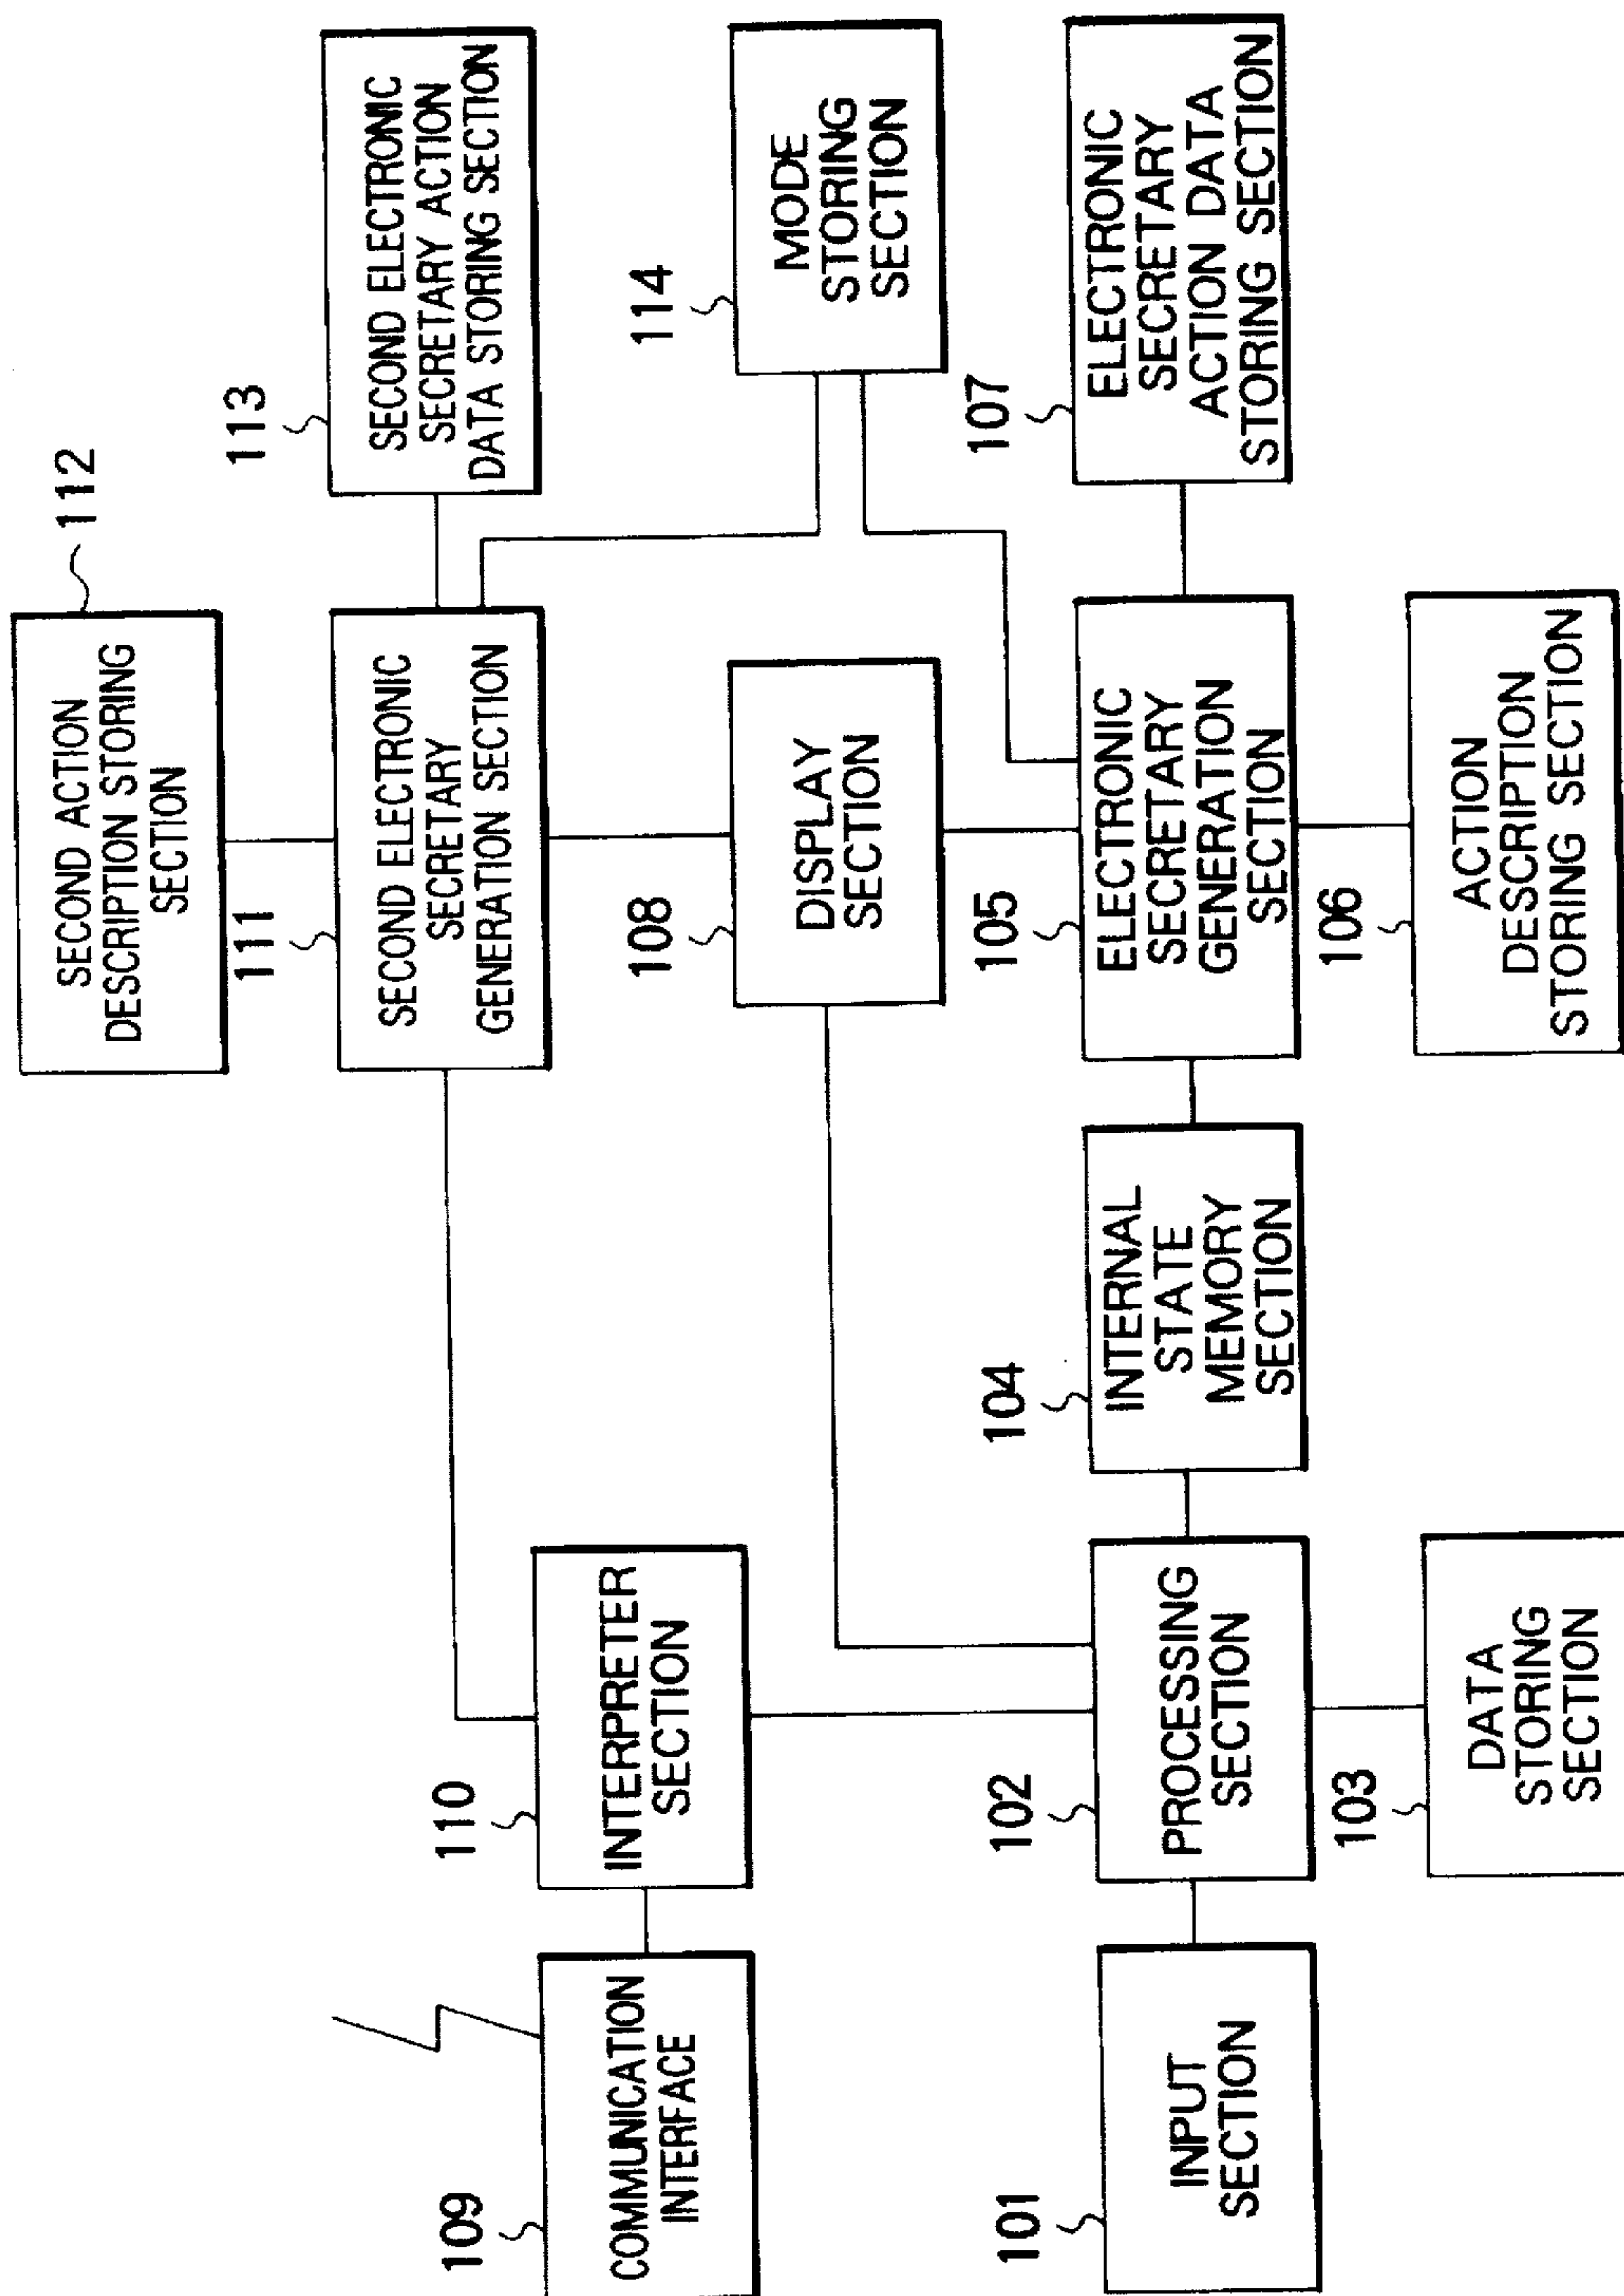 SECOND ACTION
DESCRIPTION STORING
SECTION
112
111
SECOND ELECTRONIC
SECRETARY
GENERATION SECTION
113
SECOND ELECTRONIC
SECRETARY ACTION
DATA STORING SECTION
109
COMMUNICATION
INTERFACE
110
INTERPRETER
SECTION
108
DISPLAY
SECTION
114
MODE
STORING
SECTION
101
INPUT
SECTION
102
PROCESSING
SECTION
104
INTERNAL
STATE
MEMORY
SECTION
105
ELECTRONIC
SECRETARY
GENERATION
SECTION
107
ELECTRONIC
SECRETARY
ACTION DATA
STORING SECTION
103
DATA
STORING
SECTION
106
ACTION
DESCRIPTION
STORING SECTION